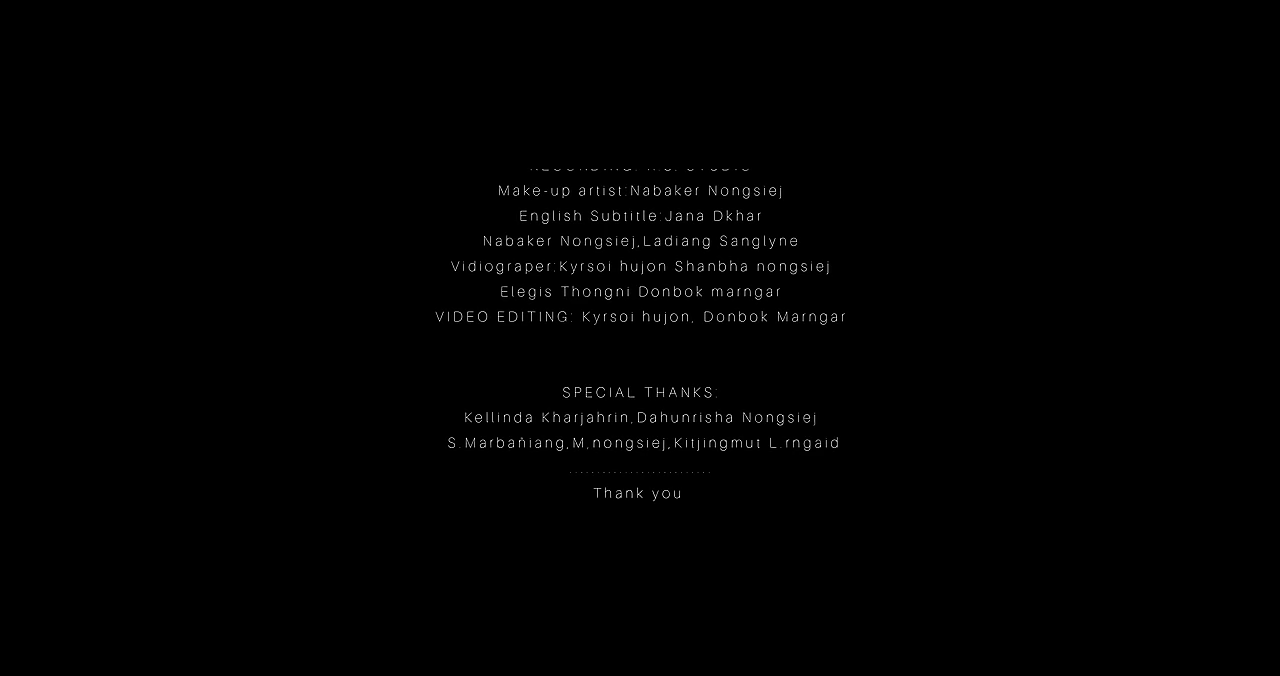 Make-up artist:Nabaker Nongsiej
English Subtitle:Jana Dkhar
Nabaker Nongsiej,Ladiang Sanglyne
Vidiograper:Kyrsoi hujon Shanbha nongsiej
Elegis Thongni Donbok marngar
VIDEO EDITING: Kyrsoi hujon, Donbok Marngar
SPECIAL THANKS:
Kellinda Kharjahrin,Dahunrisha Nongsiej
S.Marbañiang,M,nongsiej,Kitjingmut L.rngaid
..........................
Thank you